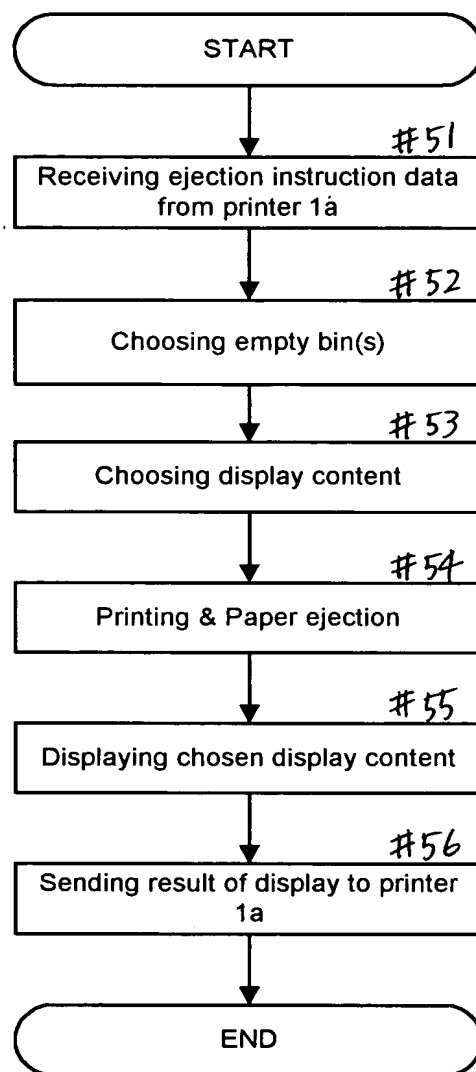 START
#51
Receiving ejection instruction data
from printer 1a
#52
Choosing empty bin(s)
#53
Choosing display content
#54
Printing & Paper ejection
#55
Displaying chosen display content
#56
Sending result of display to printer
1a
END